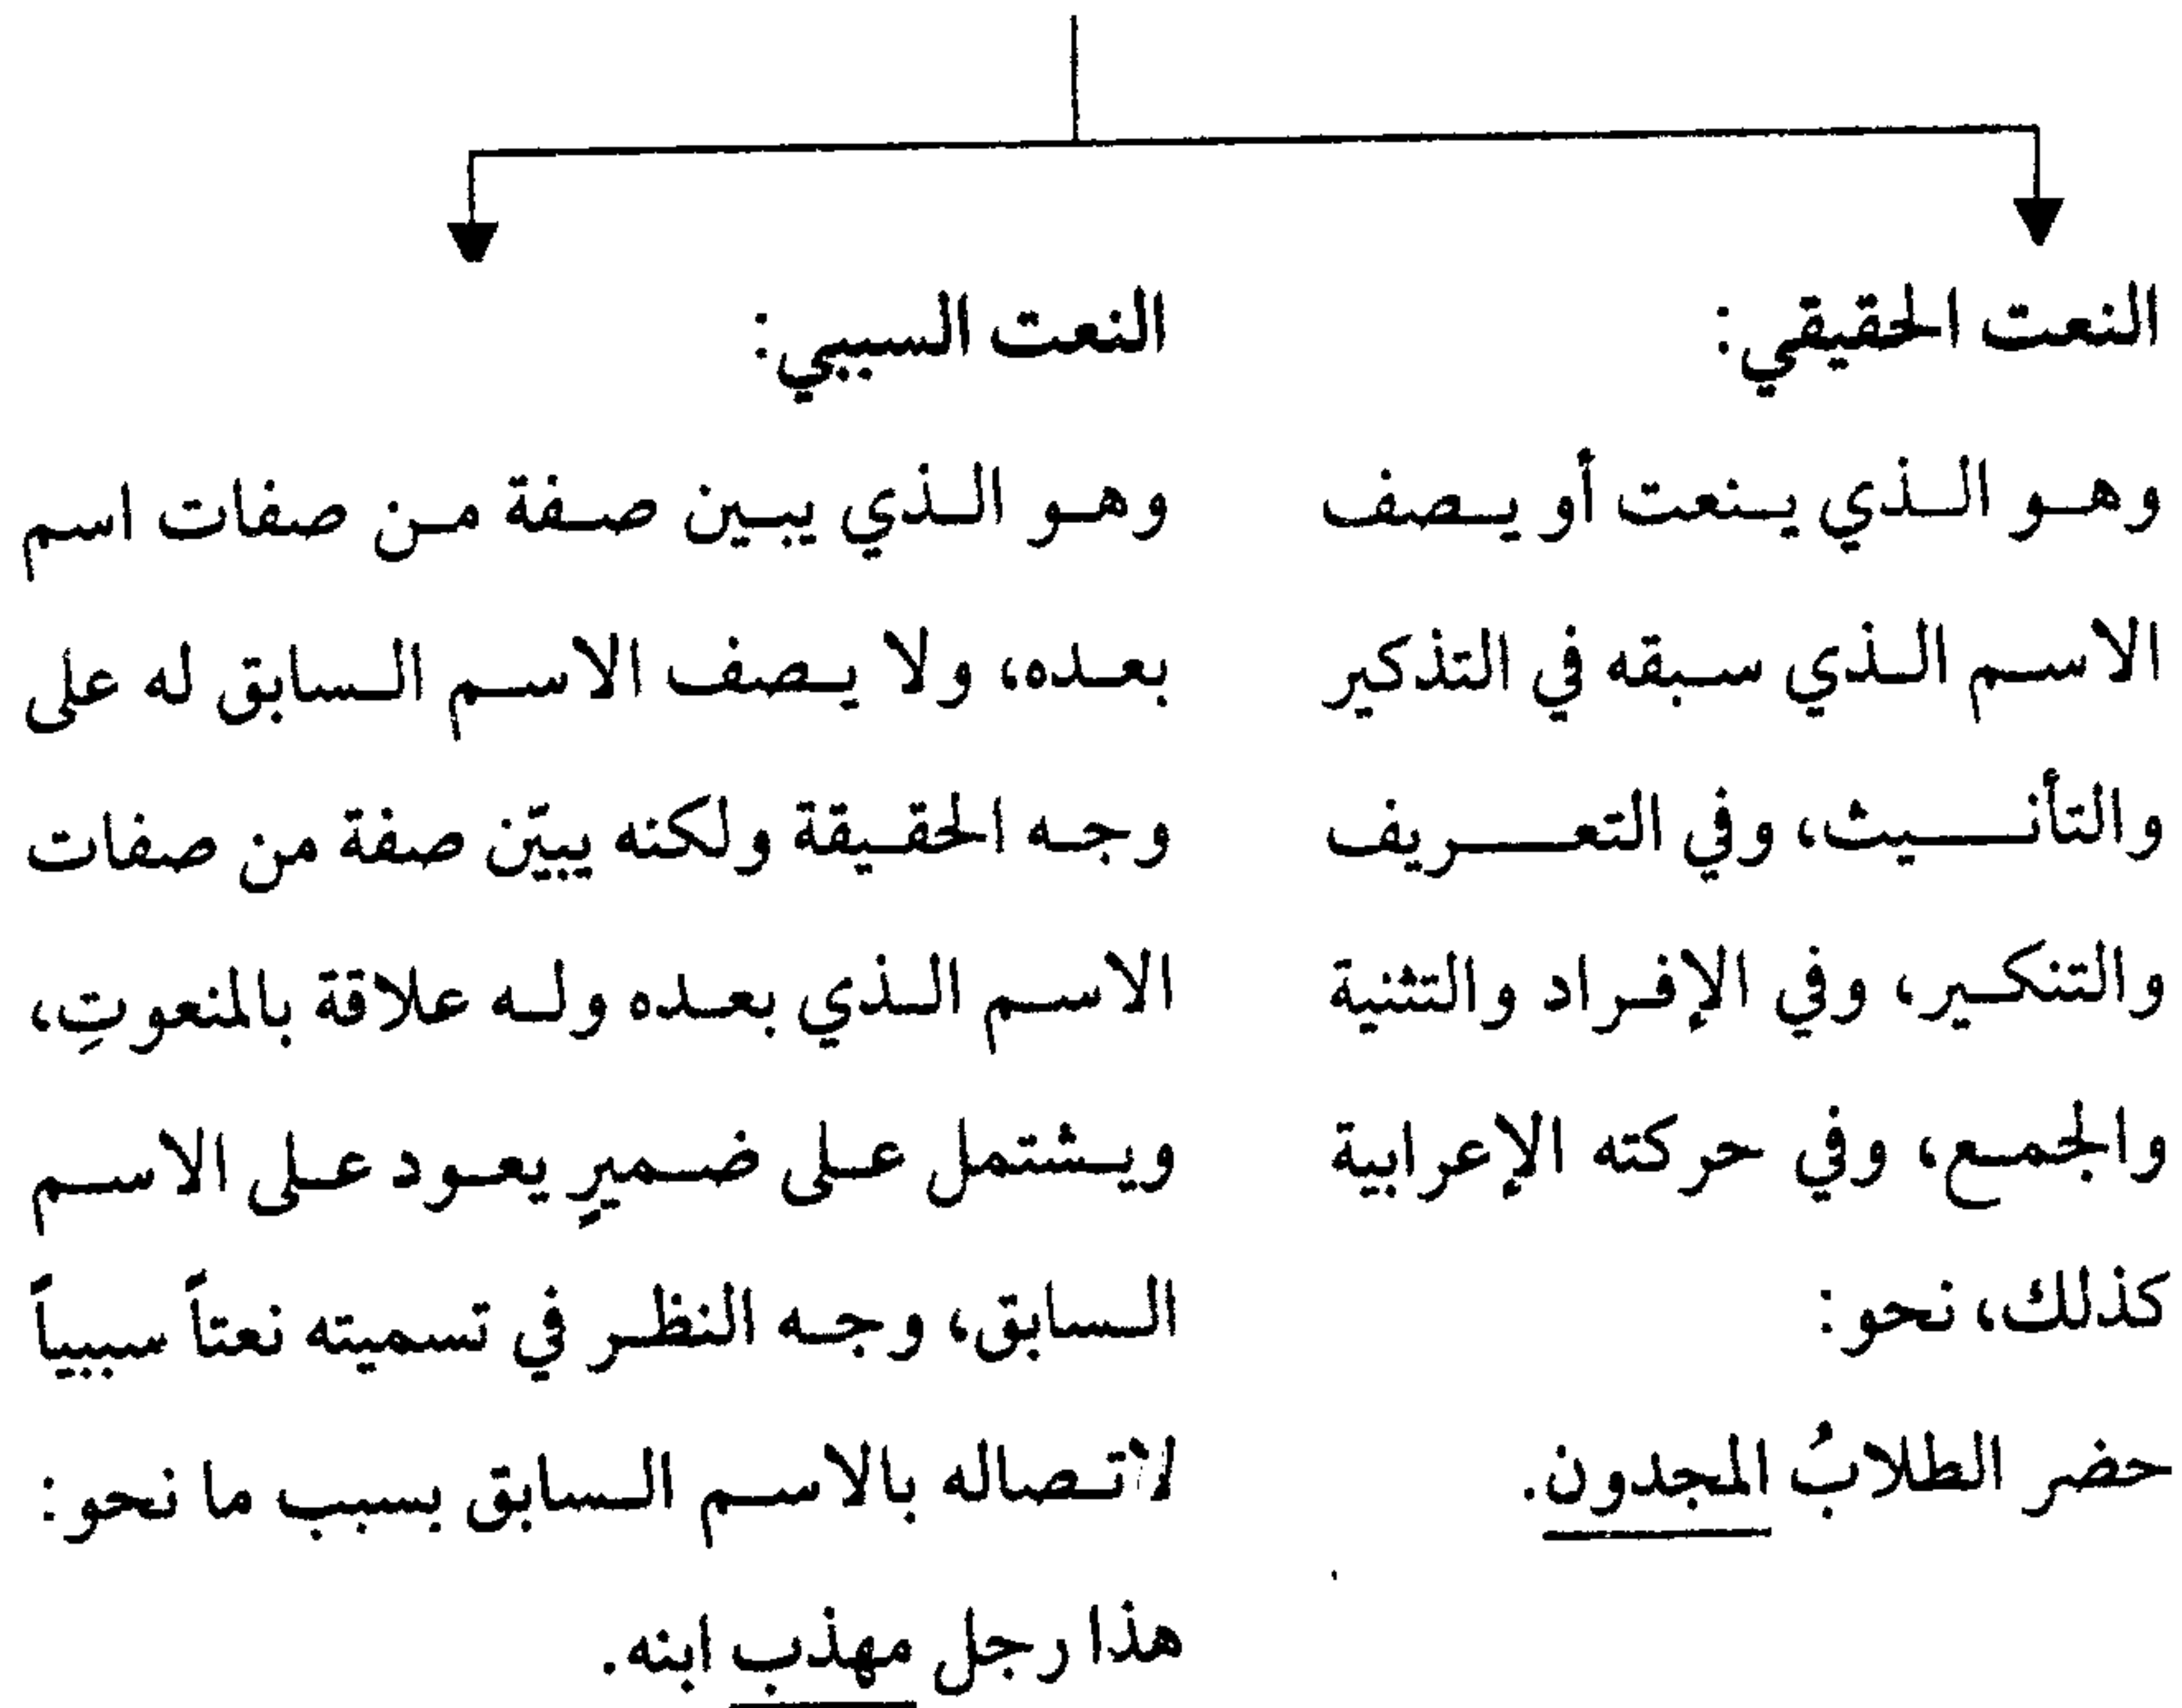 النعت الحقيقي:
وهو الذي ينعت أو يصف
الاسم الذي سبقه في التذكير
والتأنيث، وفي التعريف
والتنكير، وفي الإفراد والتثنية
والجمع، وفي حركته الإعرابية
كذلك، نحو:
حضر الطلابُ المجدون.
النعت السببي:
وهو الذي يبين صفة من صفات اسم
بعده، ولا يصف الاسم السابق له على
وجه الحقيقة ولكنه يبيّن صفة من صفات
الاسم الذي بعده وله علاقة بالمنعوتِ،
ويشتمل على ضميرٍ يعود على الاسم
السابق، وجه النظر في تسميته نعتاً سببياً
لاتصاله بالاسم السابق بسبب ما نحو:
هذا رجل مهذب ابنه.